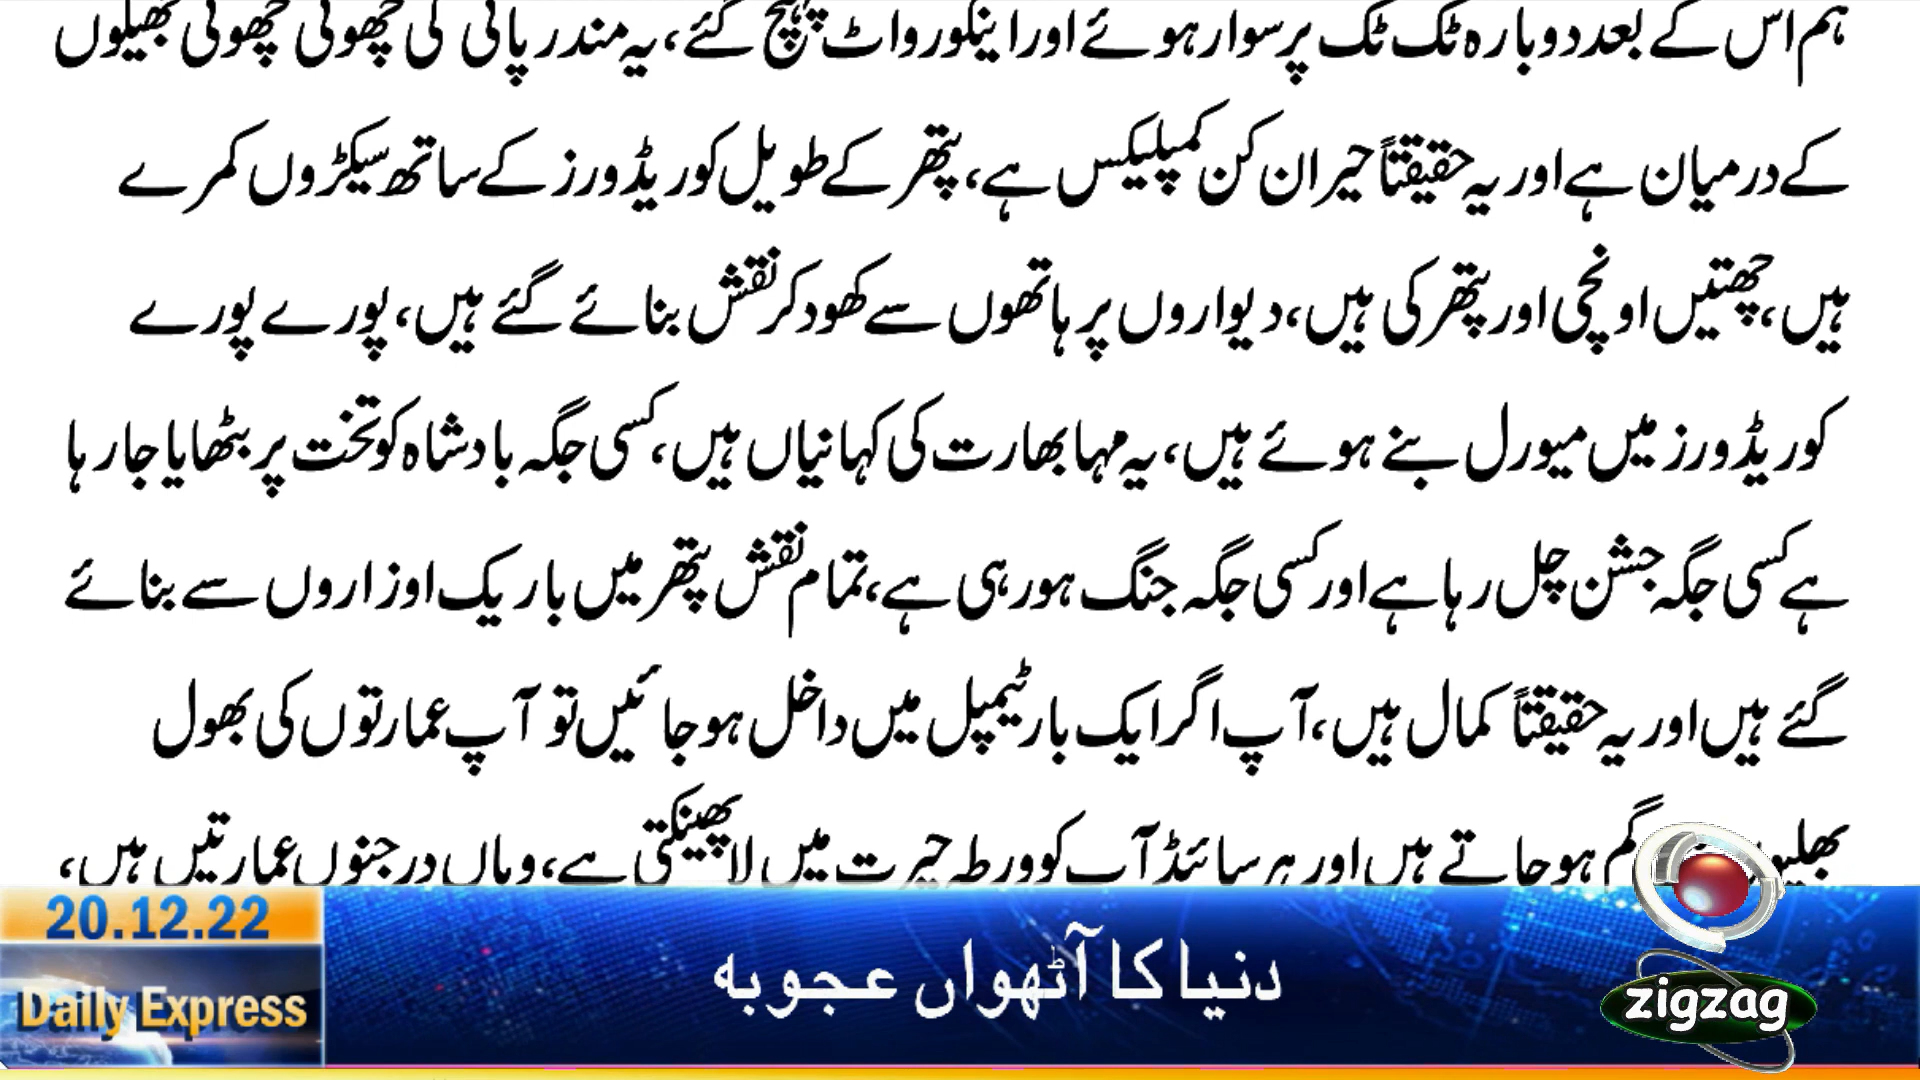 ہم اس کے بعد دوبارہ ٹک ٹک پر سوار ہوئے اور اینکور واٹ پہنچ گئے، یہ مندر پانی کی چھوٹی چھوٹی جھیلوں
کے درمیان ہے اور یہ حقیقتاً حیران کن کمپلیکس ہے، پتھر کے طویل کوریڈورز کے ساتھ سیکڑوں کمرے
ہیں، چھتیں اونچی اور پتھر کی ہیں، دیواروں پر ہاتھوں سے کھود کر نقش بنائے گئے ہیں، پورے پورے
کوریڈورز میں میورل بنے ہوئے ہیں، یہ مہا بھارت کی کہانیاں ہیں، کسی جگہ بادشاہ کو تخت پر بٹھایا جا رہا
ہے کسی جگہ جشن چل رہا ہے اور کسی جگہ جنگ ہو رہی ہے، تمام نقش پتھر میں باریک اوزاروں سے بنائے
گئے ہیں اور یہ حقیقتاً کمال ہیں، آپ اگر ایک بار ٹیمپل میں داخل ہو جائیں تو آپ عمارتوں کی بھول
گم ہو جاتے ہیں اور ہر سائیڈ آپ کو ورطہ حیرت میں لا پھینکتی ہے، وہاں درجنوں عمارتیں ہیں،
20.12.22
دنیا کا آٹھواں عجوبہ
Daily Express
zigzag